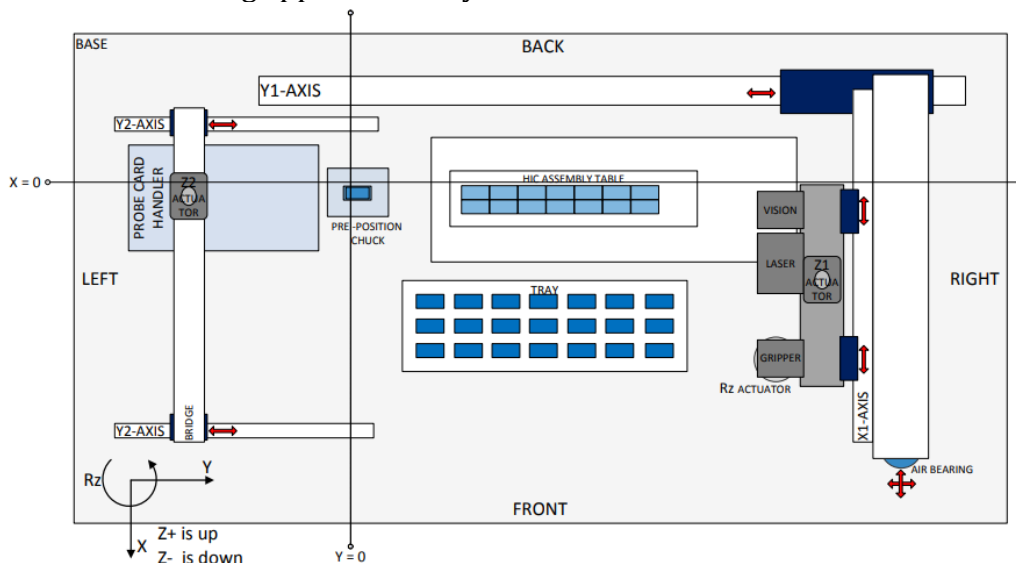 BASE
BACK
Y1-AXIS
Y2-AXIS
X = 0
PROBE CARD
HANDLER
Z2
ACTUA
TOR
HIC ASSEMBLY TABLE
PRE-POSITION
CHUCK
VISION
LASER
Z1
ACTUA
TOR
LEFT
RIGHT
TRAY
GRIPPER
Rz ACTUATOR
X1-AXIS
Y2-AXIS
BRIDGE
AIR BEARING
Rz
Y
X
Z+ is up
Z- is down
FRONT
Y = 0